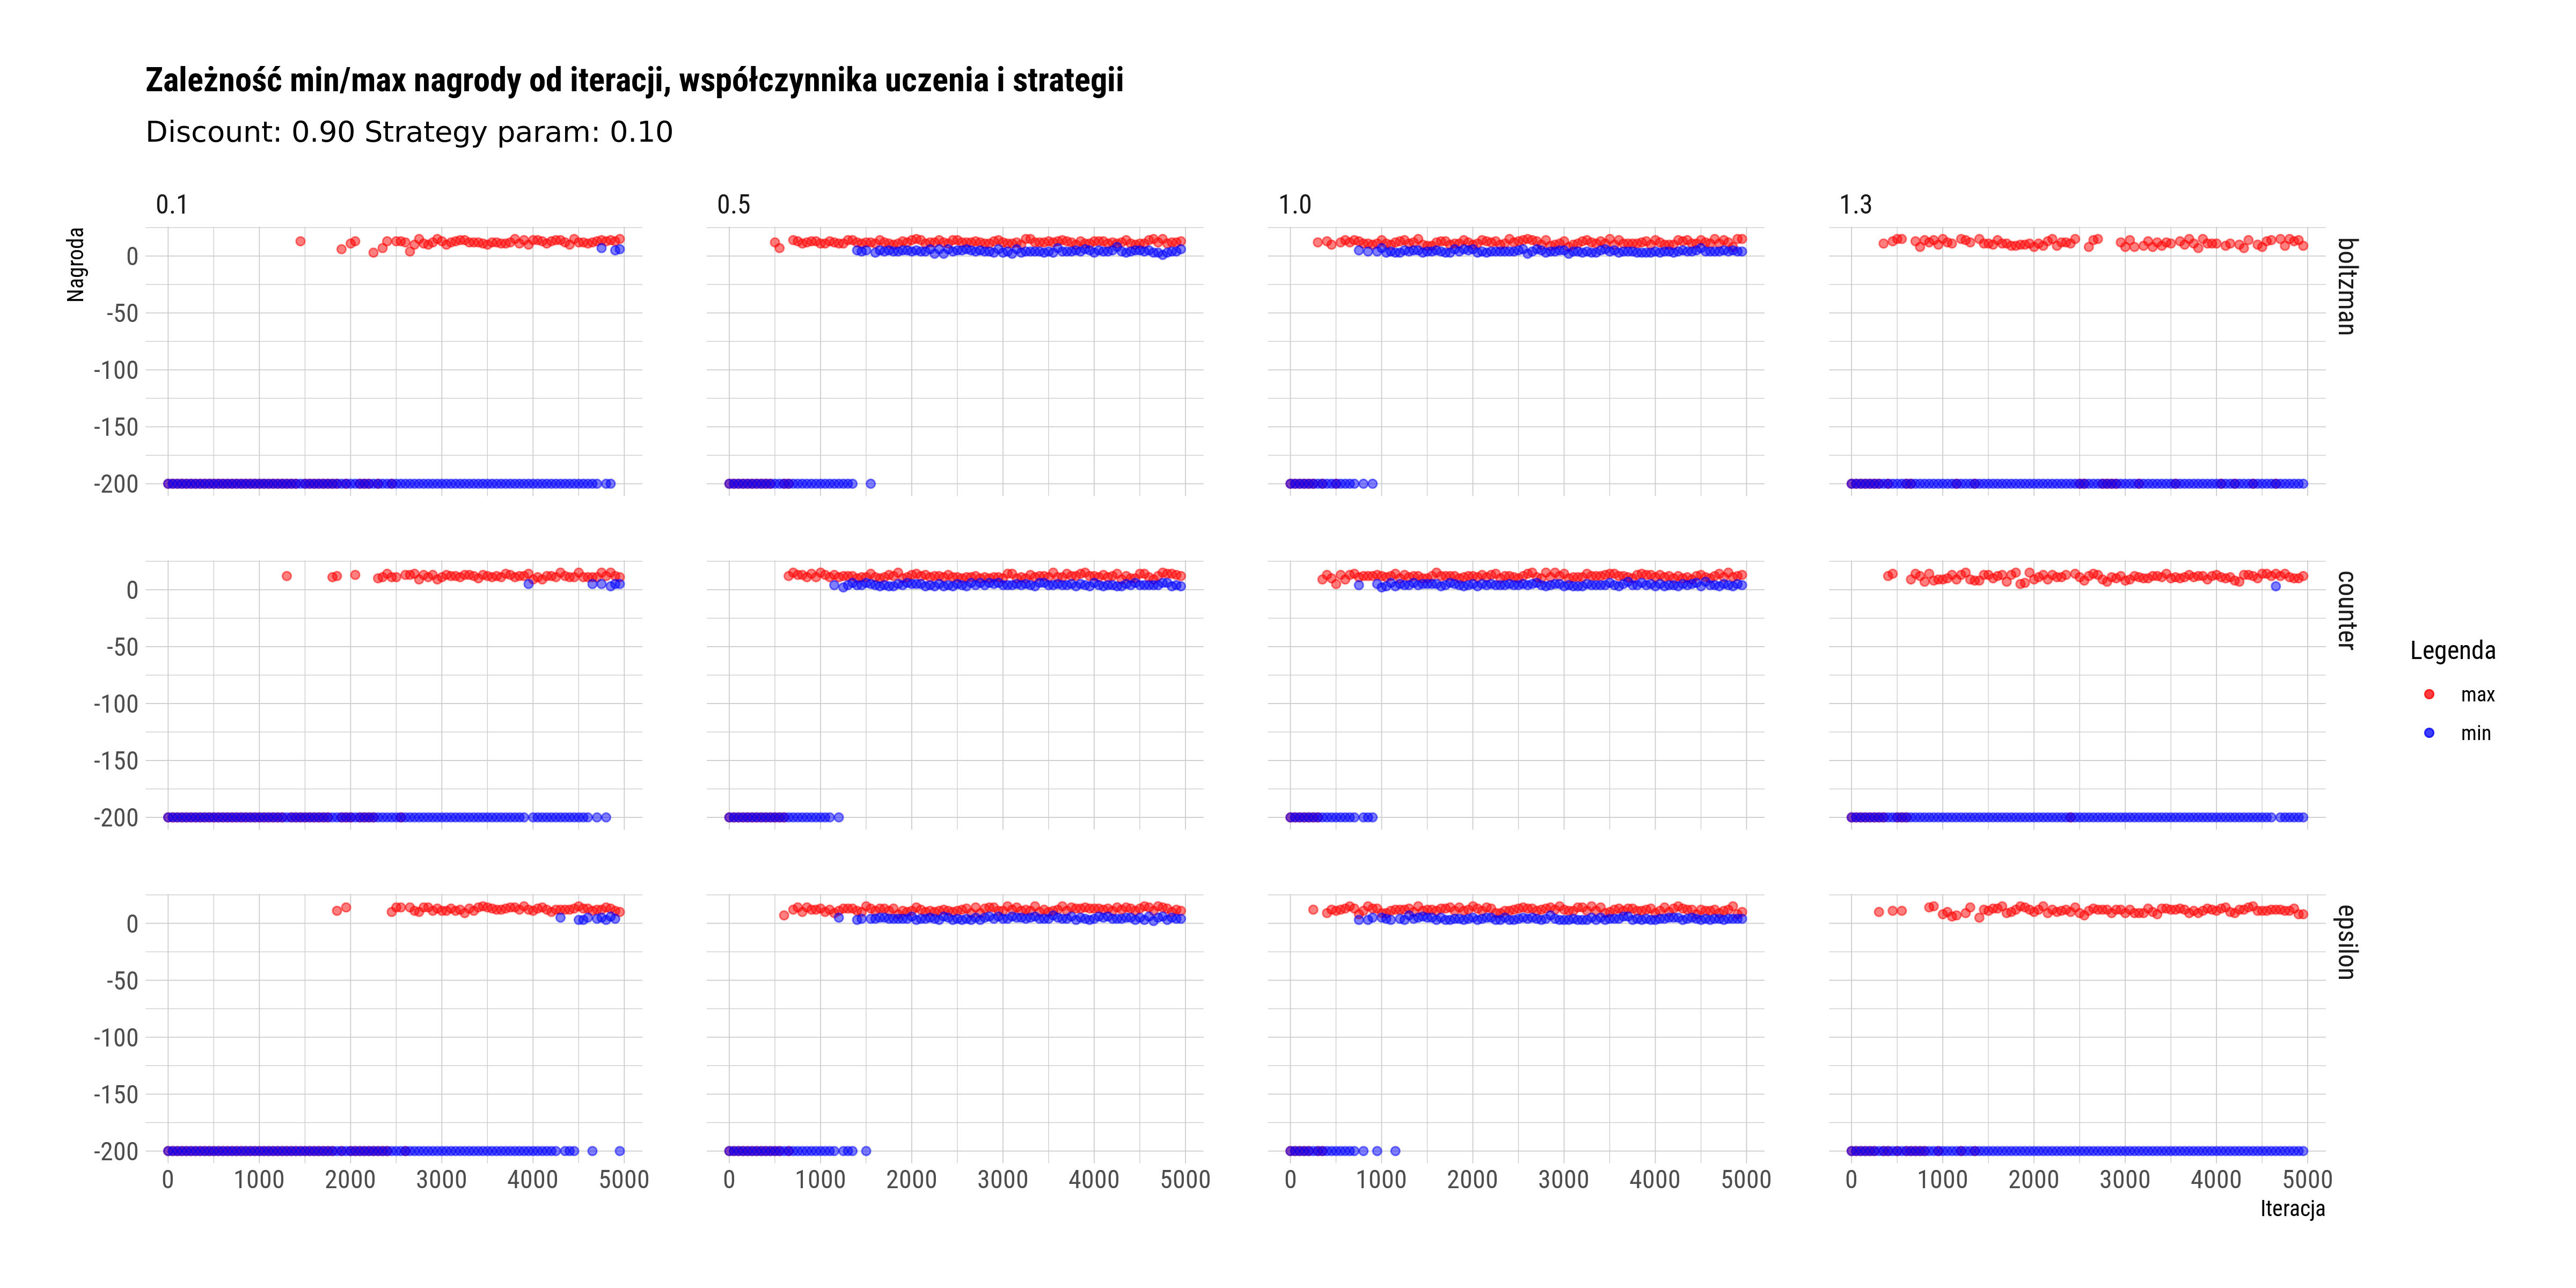 Zależność min/max nagrody od iteracji, współczynnika uczenia i strategii
Discount: 0.90 Strategy param: 0.10
0.1 0.5 1.0 1.3
Nagroda
0
-50
-100
-150
-200
boltzman
0
-50
-100
-150
-200
counter
0
-50
-100
-150
-200
epsilon
0 1000 2000 3000 4000 5000 0 1000 2000 3000 4000 5000 0 1000 2000 3000 4000 5000 0 1000 2000 3000 4000 5000
Iteracja
Legenda
max
min